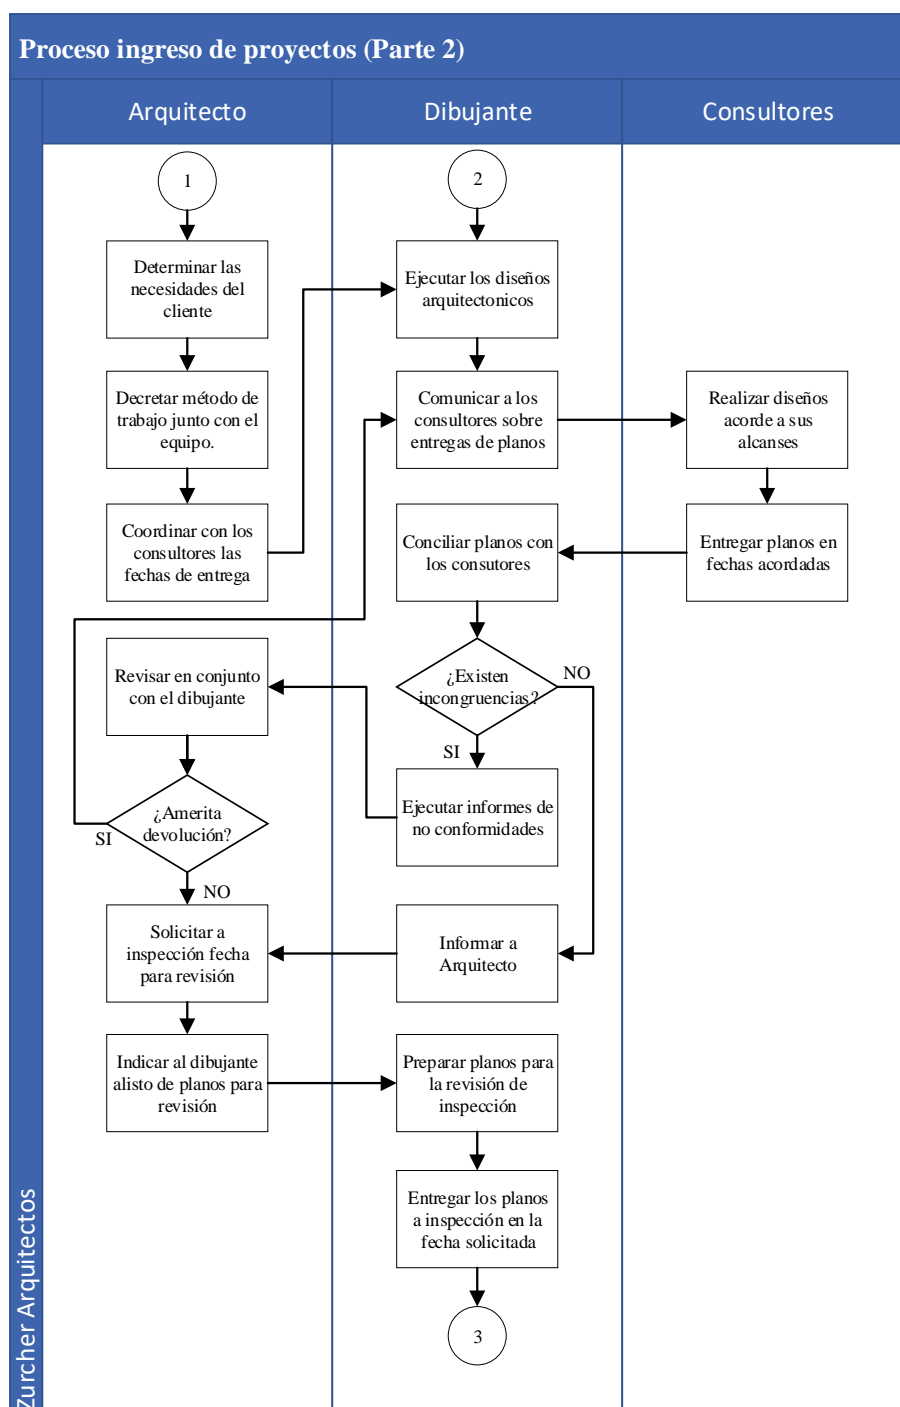 Proceso ingreso de proyectos (Parte 2)
Arquitecto
Dibujante
Consultores
1
2
Determinar las
necesidades del
cliente
Ejecutar los diseños
arquitectonicos
Decretar método de
trabajo junto con el
equipo.
Comunicar a los
consultores sobre
entregas de planos
Realizar diseños
acorde a sus
alcanses
Coordinar con los
consultores las
fechas de entrega
Conciliar planos con
los consutores
Entregar planos en
fechas acordadas
Revisar en conjunto
con el dibujante
¿Existen
incongruencias?
NO
SI
¿Amerita
devolución?
SI
NO
Ejecutar informes de
no conformidades
Solicitar a
inspección fecha
para revisión
Informar a
Arquitecto
Indicar al dibujante
alisto de planos para
revisión
Preparar planos para
la revisión de
inspección
Entregar los planos
a inspección en la
fecha solicitada
3
Zurcher Arquitectos